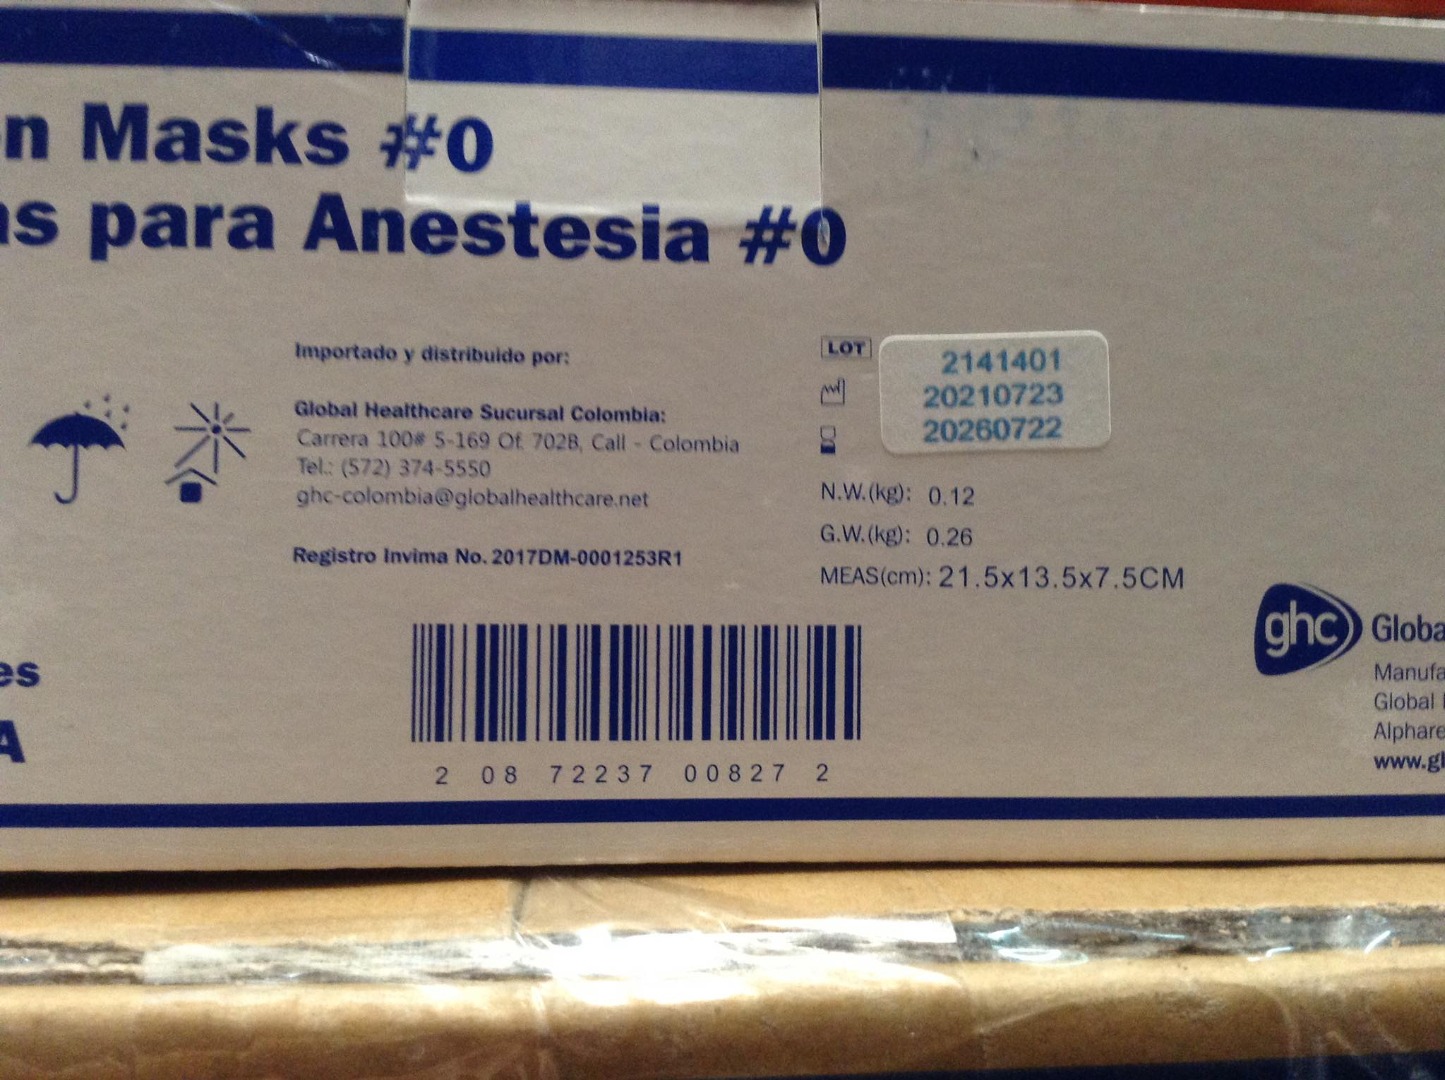 n Masks #0
as para Anestesia #0
Importado y distribuido por:
Global Healthcare Sucursal Colombia:
Carrera 100# 5-169 Of. 702B, Call - Colombia
Tel.: (572) 374-5550
ghc-colombia@globalhealthcare.net
Registro Invima No. 2017DM-0001253R1
LOT 2141401
20210723
20260722
N.W.(kg): 0.12
G.W.(kg): 0.26
MEAS(cm): 21.5x13.5x7.5CM
2 08 72237 00827 2
es
A
ghc Globa
Manufa
Global
Alphare
www.gl